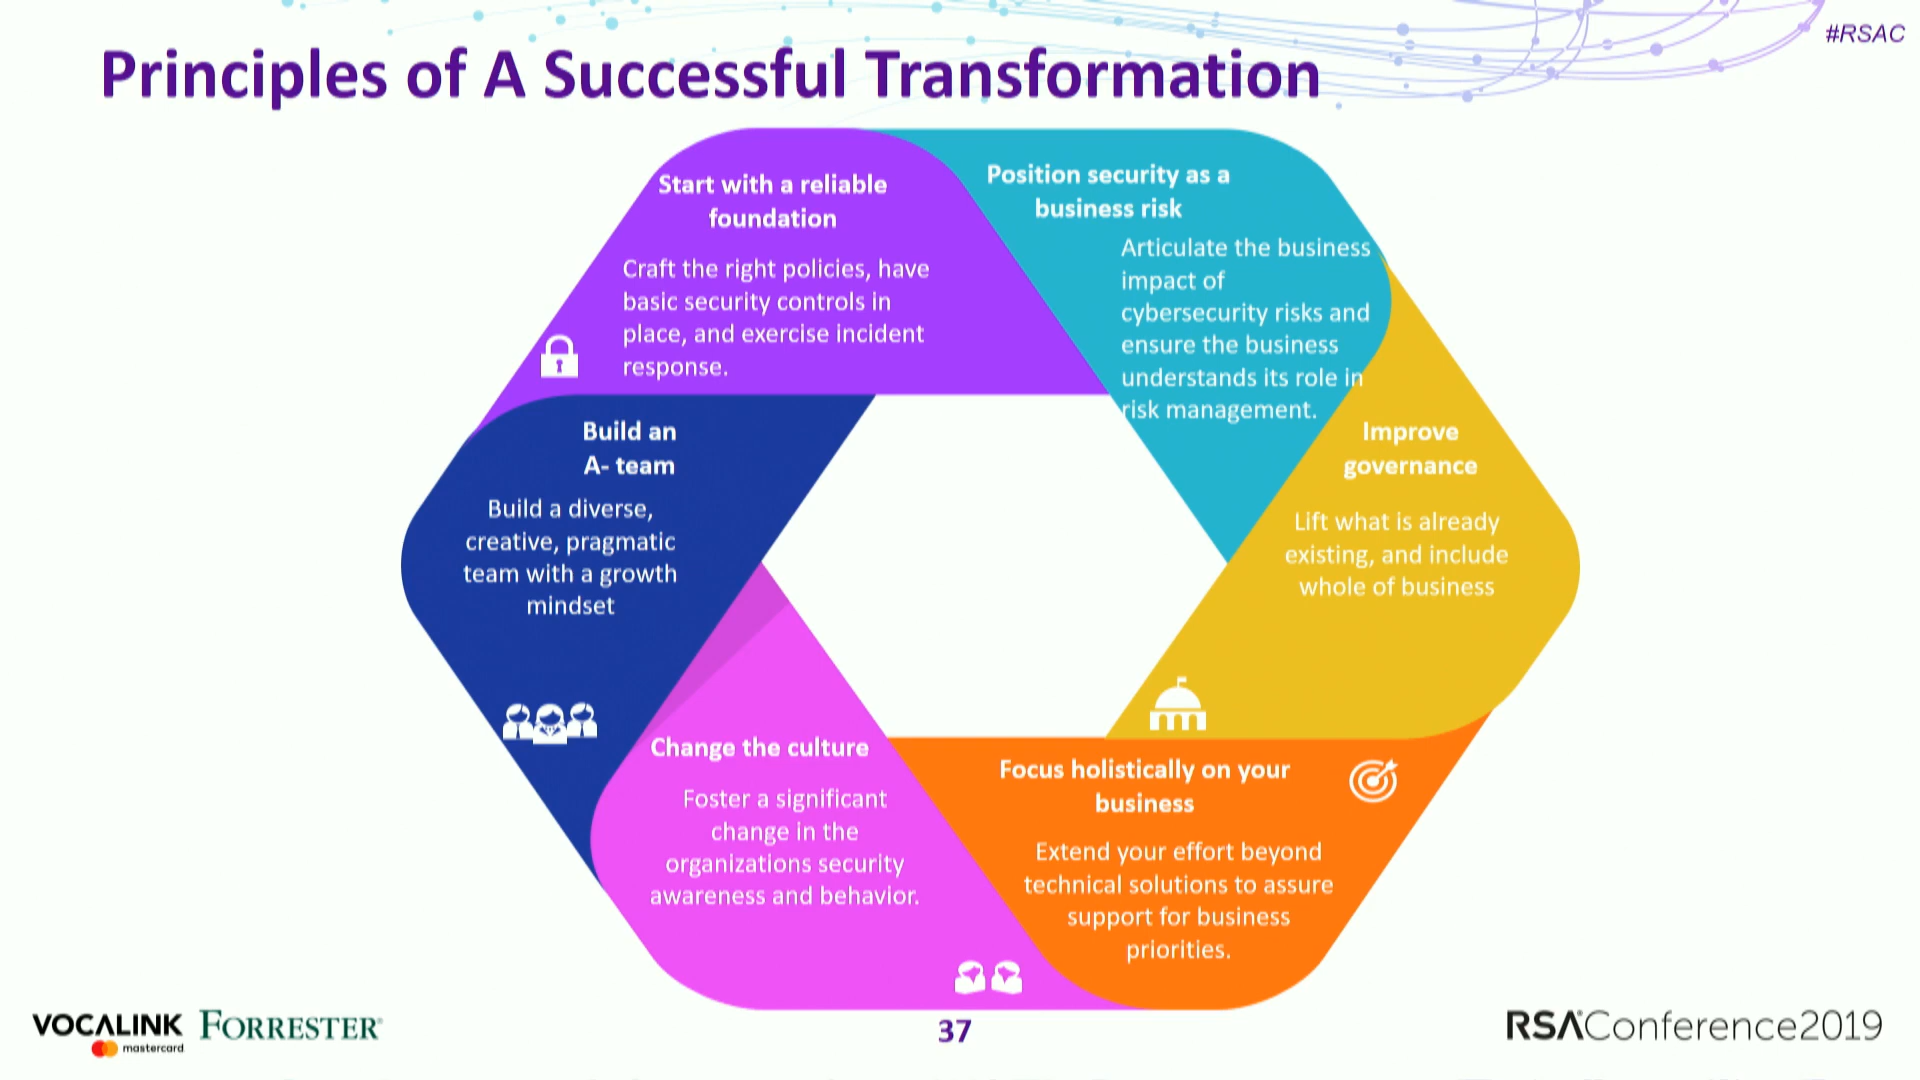 #RSAC
Principles of A Successful Transformation
Start with a reliable
foundation
Craft the right policies, have
basic security controls in
place, and exercise incident
response.
Position security as a
business risk
Articulate the business
impact of
cybersecurity risks and
ensure the business
understands its role in
risk management.
Improve
governance
Lift what is already
existing, and include
whole of business
Focus holistically on your
business
Extend your effort beyond
technical solutions to assure
support for business
priorities.
Change the culture
Foster a significant
change in the
organizations security
awareness and behavior.
Build an
A- team
Build a diverse,
creative, pragmatic
team with a growth
mindset
VOCALINK
mastercard
FORRESTER
37
RSAConference2019